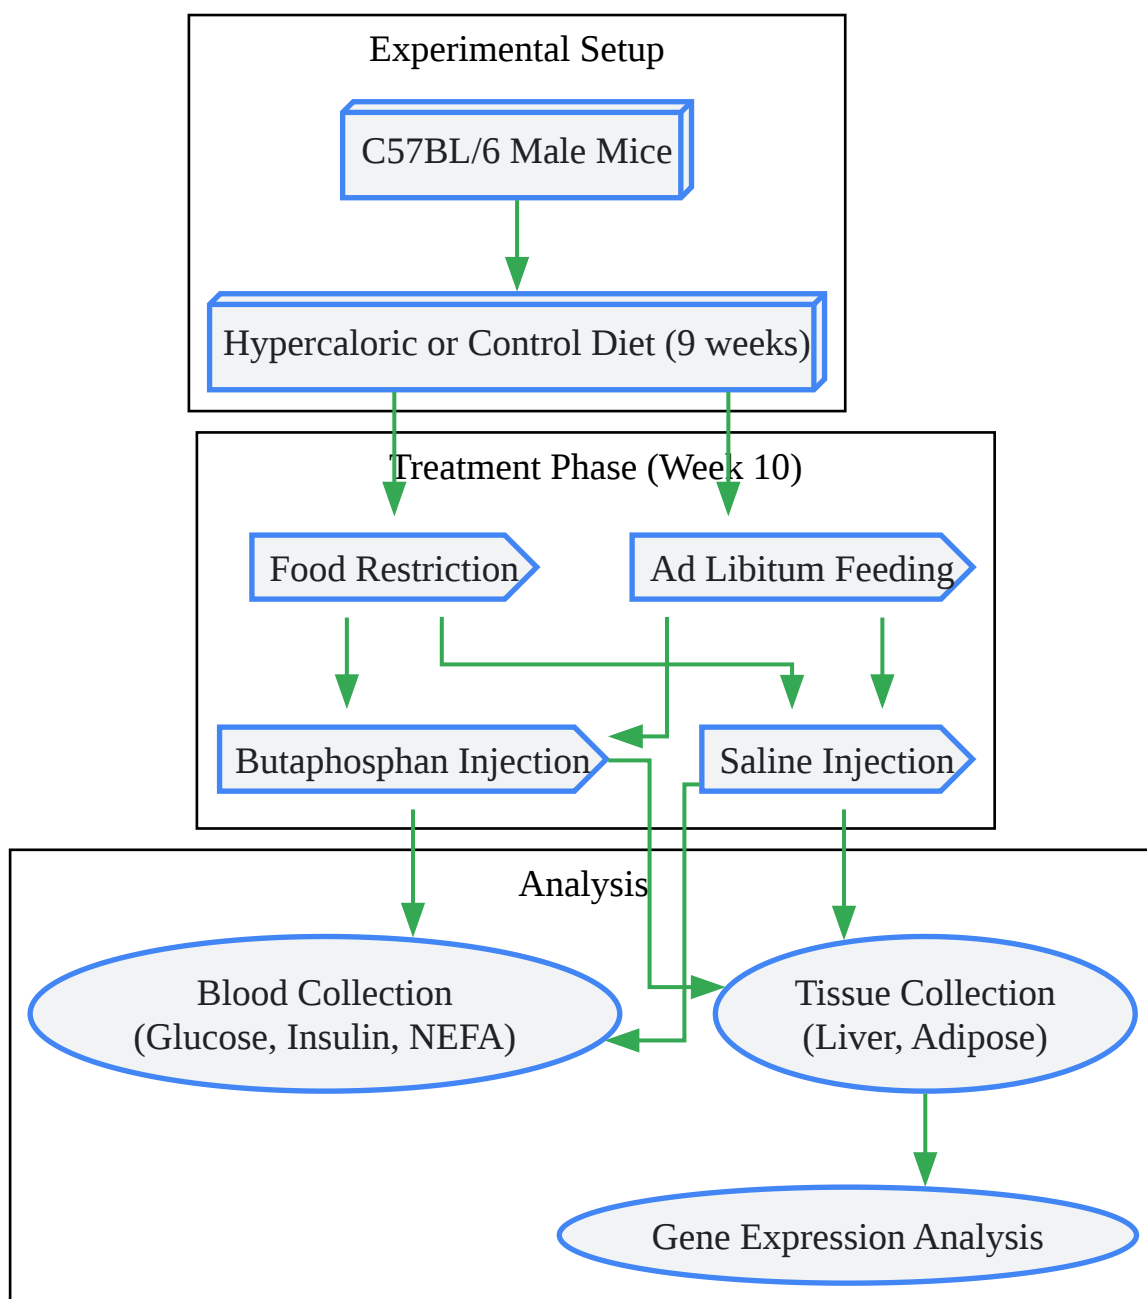 Experimental Setup
C57BL/6 Male Mice
Hypercaloric or Control Diet (9 weeks)
Treatment Phase (Week 10)
Food Restriction
Ad Libitum Feeding
Butaphosphan Injection
Saline Injection
Analysis
Blood Collection
(Glucose, Insulin, NEFA)
Tissue Collection
(Liver, Adipose)
Gene Expression Analysis